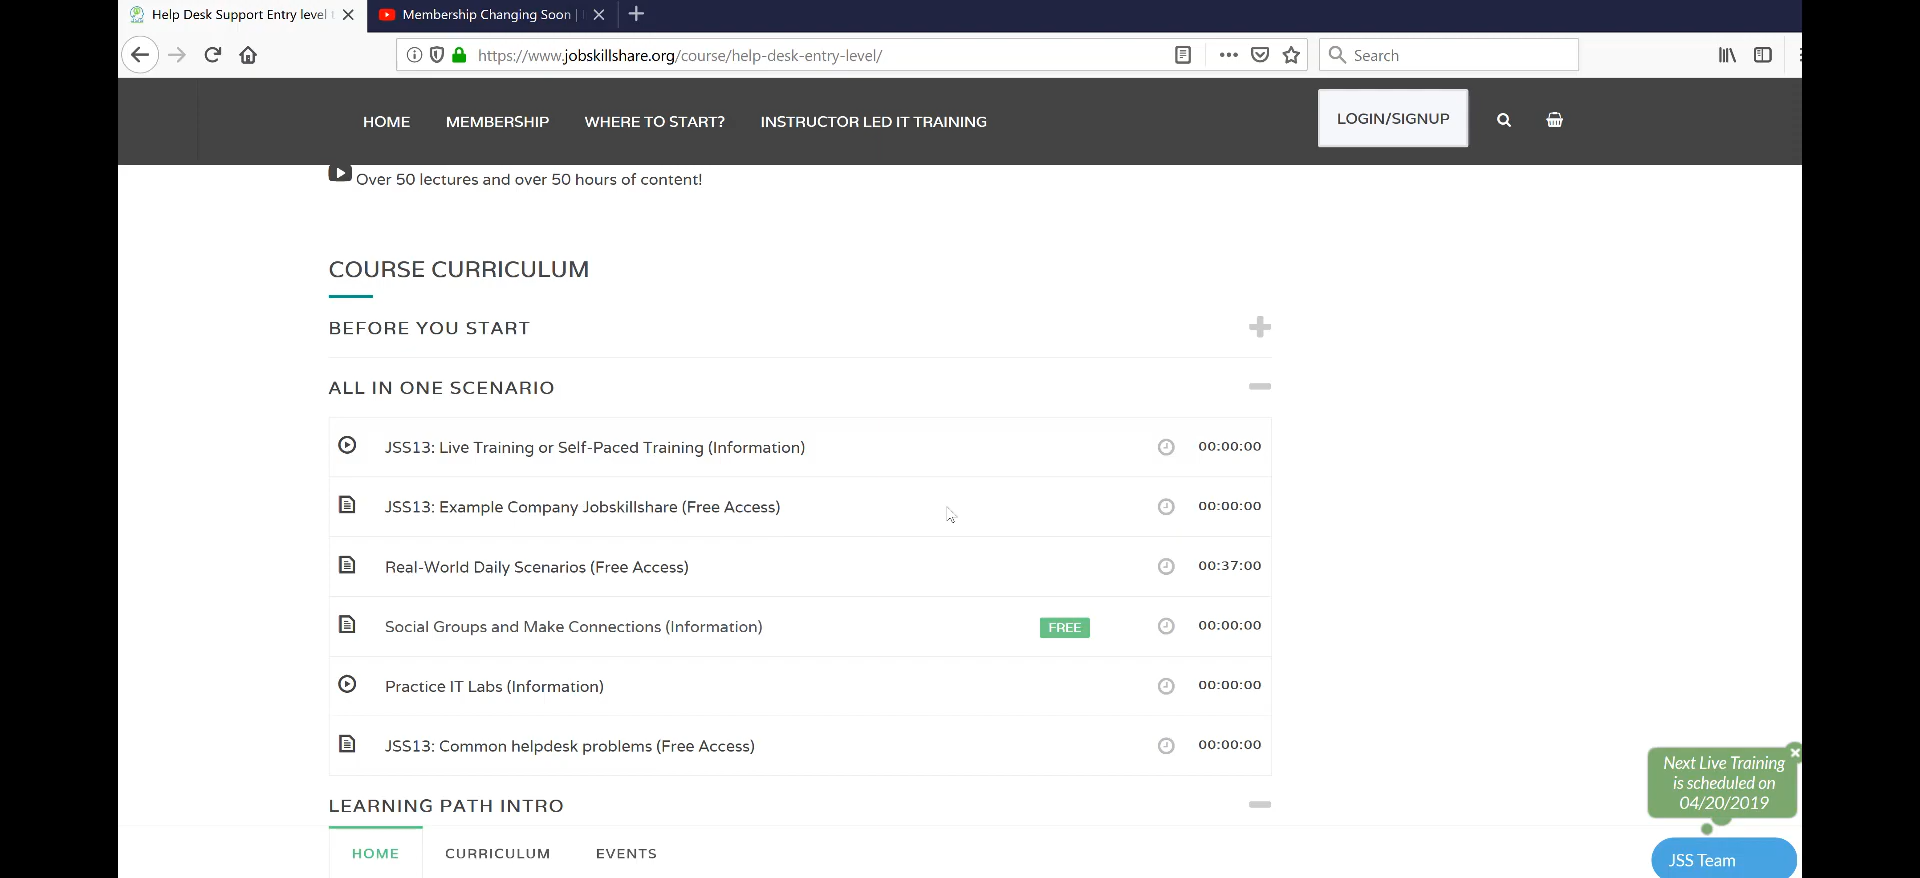 Help Desk Support Entry level
Membership Changing Soon |
https://www.jobskillshare.org/course/help-desk-entry-level/
Search
HOME
MEMBERSHIP
WHERE TO START?
INSTRUCTOR LED IT TRAINING
LOGIN/SIGNUP
Over 50 lectures and over 50 hours of content!
COURSE CURRICULUM
BEFORE YOU START
ALL IN ONE SCENARIO
JSS13: Live Training or Self-Paced Training (Information) 00:00:00
JSS13: Example Company Jobskillshare (Free Access) 00:00:00
Real-World Daily Scenarios (Free Access) 00:37:00
Social Groups and Make Connections (Information) FREE 00:00:00
Practice IT Labs (Information) 00:00:00
JSS13: Common helpdesk problems (Free Access) 00:00:00
LEARNING PATH INTRO
Next Live Training
is scheduled on
04/20/2019
HOME
CURRICULUM
EVENTS
JSS Team